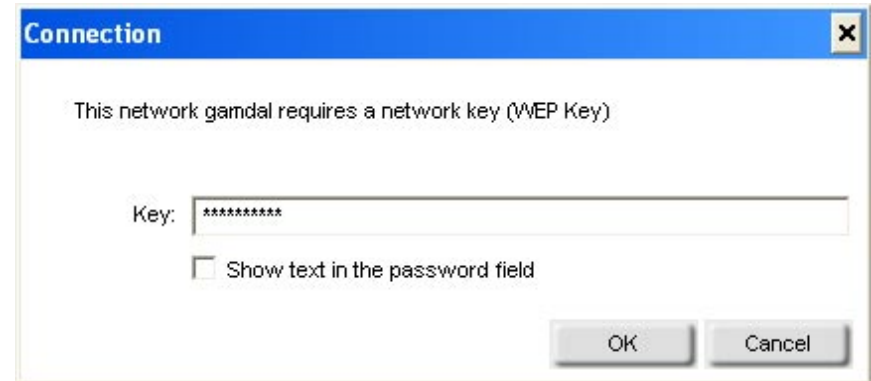 Connection
This network gamdal requires a network key (WEP Key)
Key: **********
Show text in the password field
OK Cancel